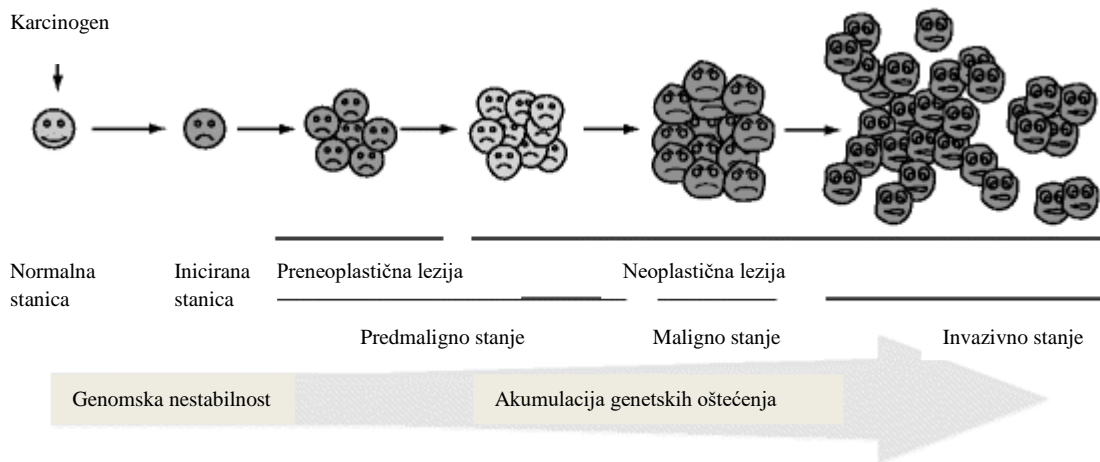 Karcinogen
Normalna
stanica
Inicirana
stanica
Preneoplastična lezija
Neoplastična lezija
Predmaligno stanje
Maligno stanje
Invazivno stanje
Genomska nestabilnost
Akumulacija genetskih oštećenja